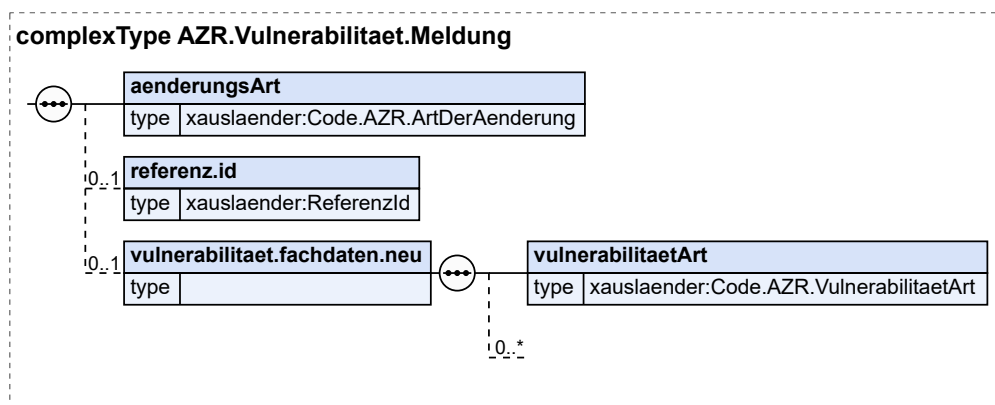 complexType AZR.Vulnerabilitaet.Meldung
aenderungsArt
type xauslaender:Code.AZR.ArtDerAenderung
0..1 referenz.id
type xauslaender:ReferenzId
0..1 vulnerabilitaet.fachdaten.neu
type
vulnerabilitaetArt
type xauslaender:Code.AZR.VulnerabilitaetArt
0..*